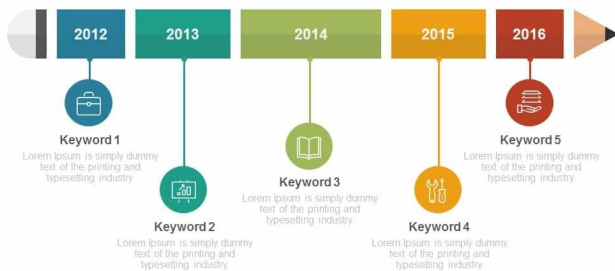 2012 2013 2014 2015 2016
Keyword 1
Lorem Ipsum is simply dummy
text of the printing and
typesetting industry.
Keyword 2
Lorem Ipsum is simply dummy
text of the printing and
typesetting industry.
Keyword 3
Lorem Ipsum is simply dummy
text of the printing and
typesetting industry.
Keyword 4
Lorem Ipsum is simply dummy
text of the printing and
typesetting industry.
Keyword 5
Lorem Ipsum is simply dummy
text of the printing and
typesetting industry.